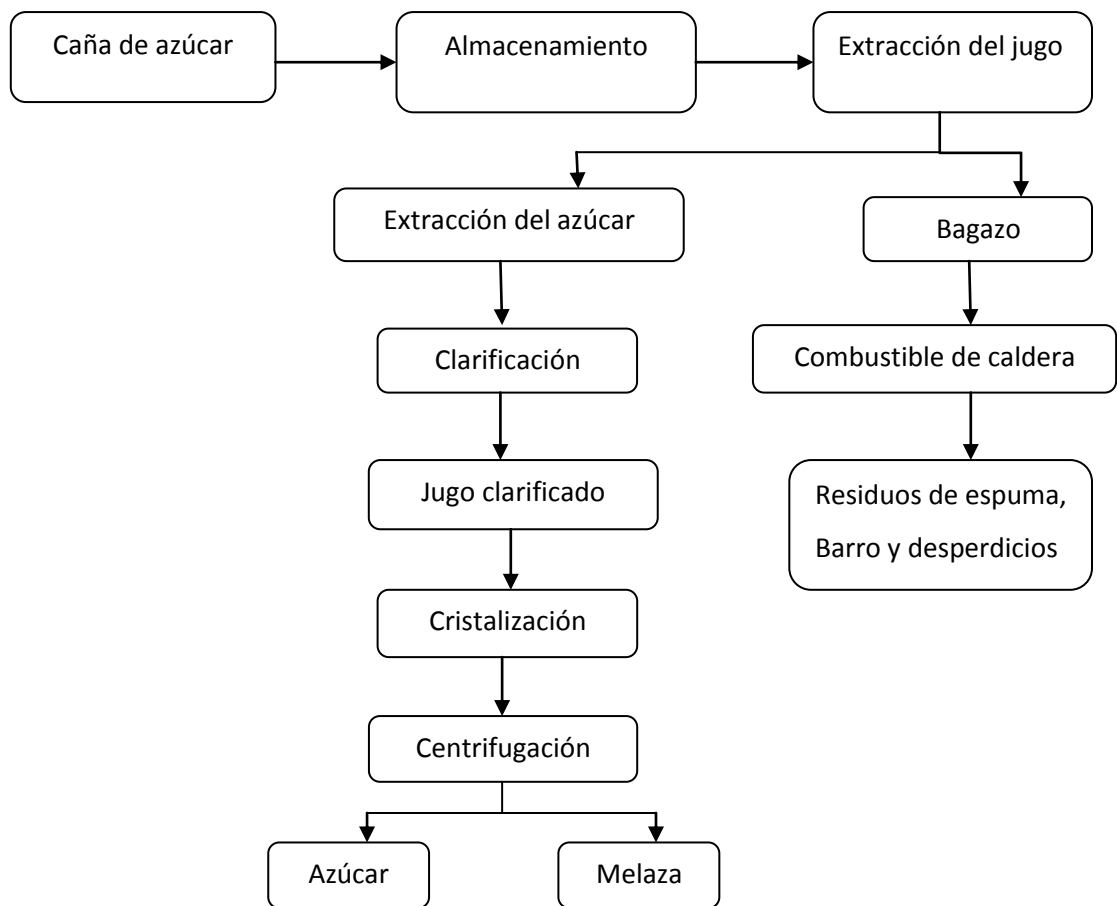 Caña de azúcar
Almacenamiento
Extracción del jugo
Extracción del azúcar
Bagazo
Clarificación
Combustible de caldera
Jugo clarificado
Residuos de espuma,
Barro y desperdicios
Cristalización
Centrifugación
Azúcar
Melaza